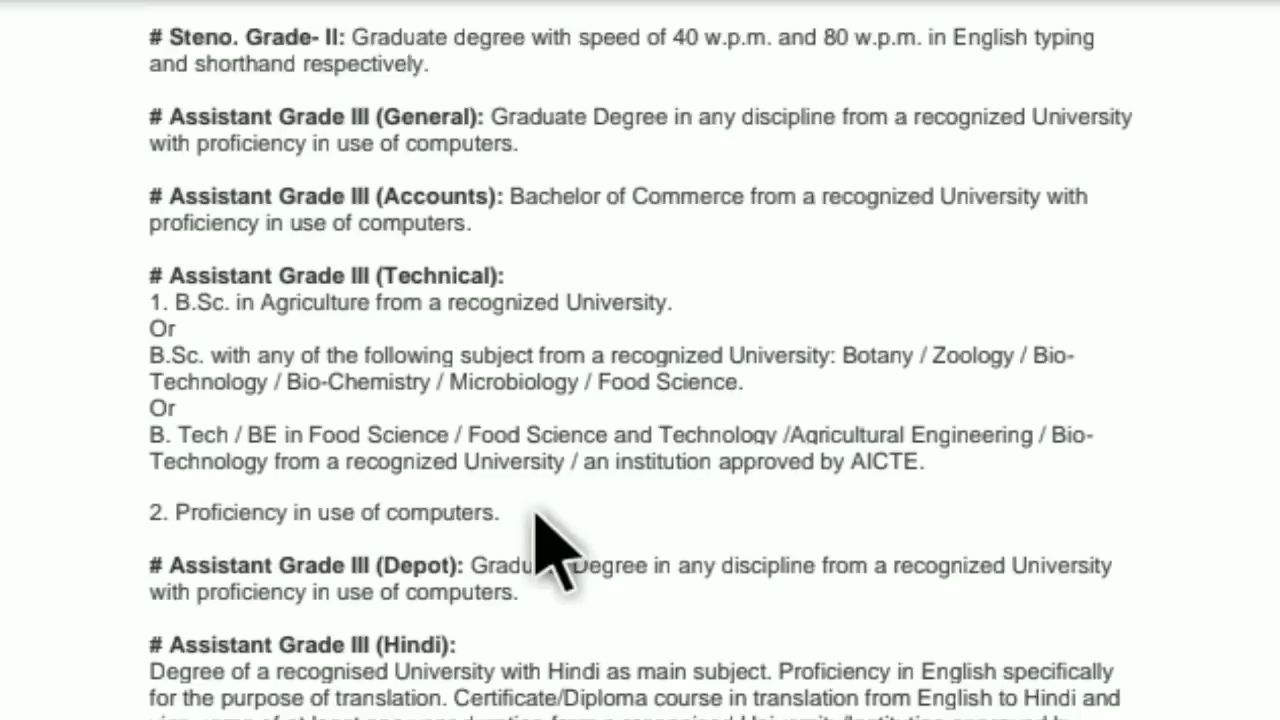 # Steno. Grade- II: Graduate degree with speed of 40 w.p.m. and 80 w.p.m. in English typing
and shorthand respectively.
# Assistant Grade III (General): Graduate Degree in any discipline from a recognized University
with proficiency in use of computers.
# Assistant Grade III (Accounts): Bachelor of Commerce from a recognized University with
proficiency in use of computers.
# Assistant Grade III (Technical):
1. B.Sc. in Agriculture from a recognized University.
Or
B.Sc. with any of the following subject from a recognized University: Botany / Zoology / Bio-
Technology / Bio-Chemistry / Microbiology / Food Science.
Or
B. Tech / BE in Food Science / Food Science and Technology /Agricultural Engineering / Bio-
Technology from a recognized University / an institution approved by AICTE.
2. Proficiency in use of computers.
# Assistant Grade III (Depot): Degree in any discipline from a recognized University
with proficiency in use of computers.
# Assistant Grade III (Hindi):
Degree of a recognised University with Hindi as main subject. Proficiency in English specifically
for the purpose of translation. Certificate/Diploma course in translation from English to Hindi and